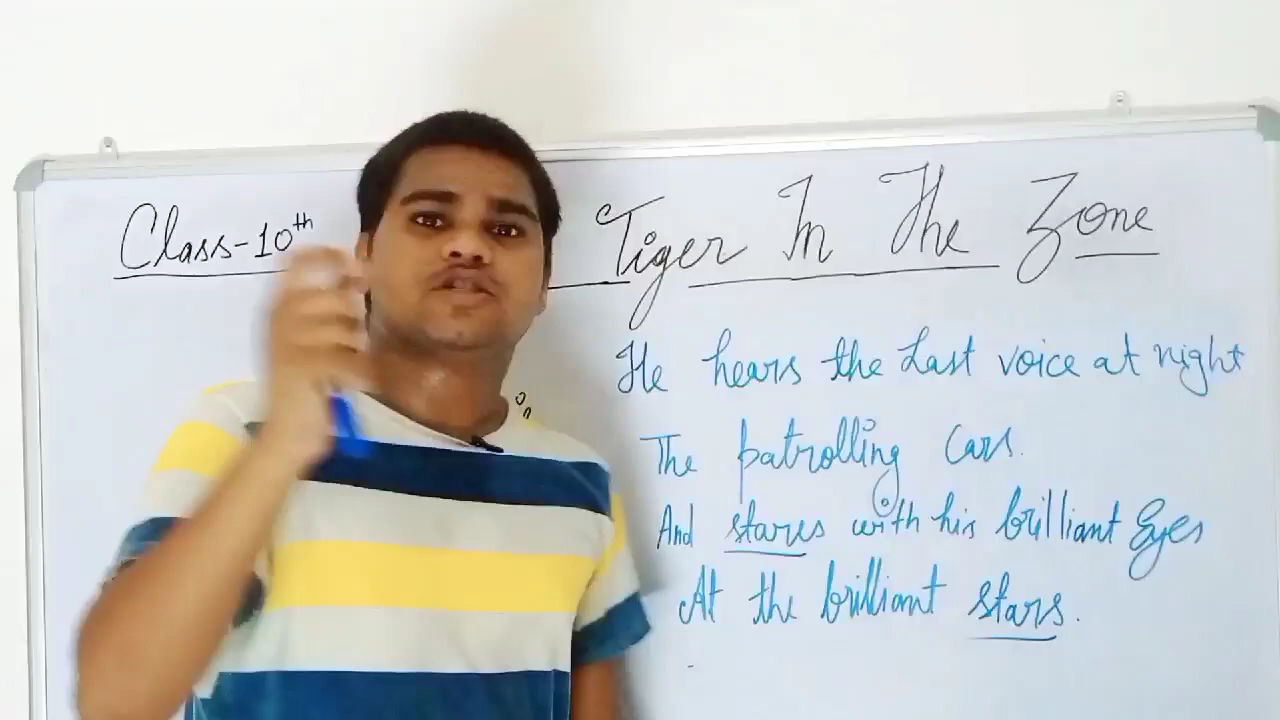 Class-10th
Tiger In The Zone
He hears the Last voice at night
The patrolling Cars.
And stares with his brilliant Eyes
At the brilliant stars.